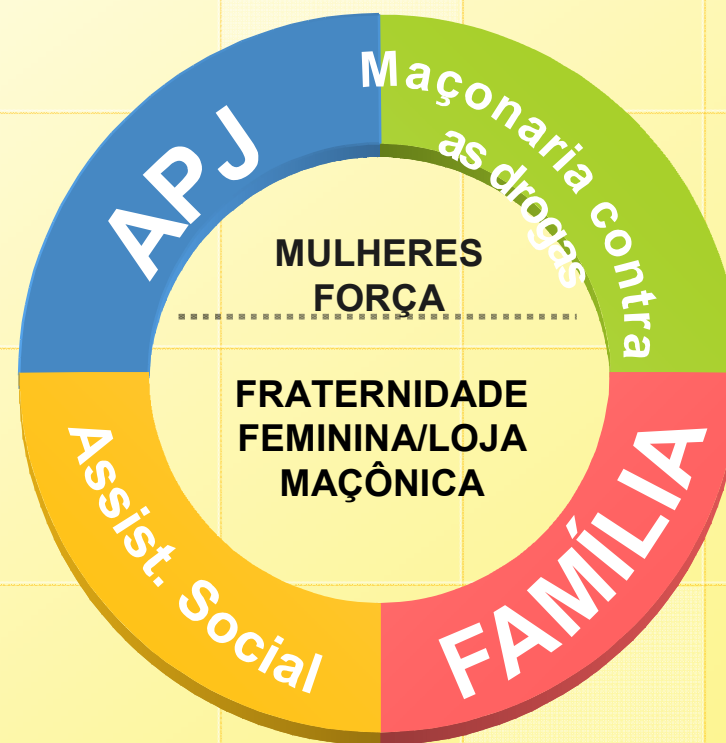 APJ
Maçonaria contra
as drogas
MULHERES
FORÇA
FRATERNIDADE
FEMININA/LOJA
MAÇÔNICA
Assist. Social
FAMÍLIA